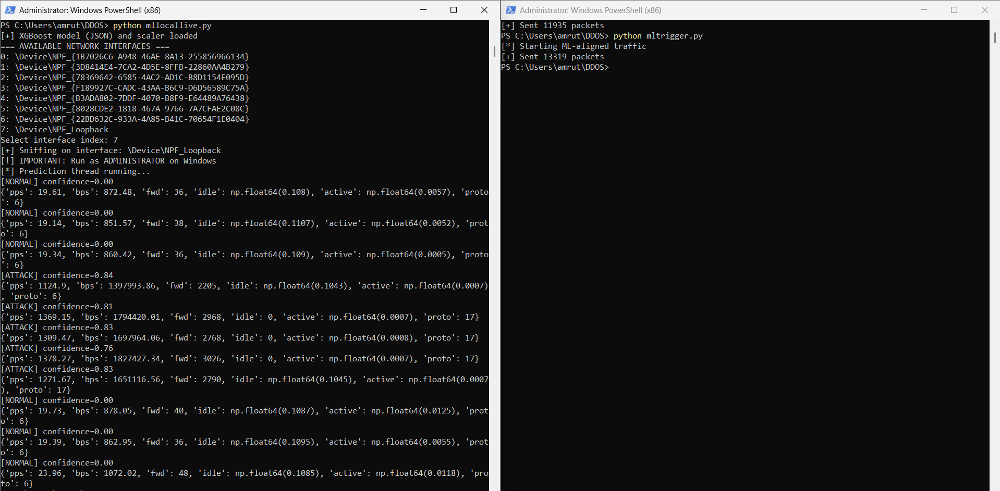 Administrator: Windows PowerShell (x86)
PS C:\Users\amrut\DDOS> python mllocallive.py
[+] XGBoost model (JSON) and scaler loaded
=== AVAILABLE NETWORK INTERFACES ===
0: \Device\NPF_{1B7026C6-A948-46AE-8A13-255856966134}
1: \Device\NPF_{3D8414E4-7CA2-4D5E-8FFB-22860AA4B279}
2: \Device\NPF_{78369642-6585-4AC2-AD1C-B8D1154E095D}
3: \Device\NPF_{F189927C-CADC-43AA-B6C9-D6D56589C75A}
4: \Device\NPF_{B3ADA802-7DDF-4070-B8F9-E64489A76438}
5: \Device\NPF_{8028CDE2-1818-467A-9766-7A7CFAE2C08C}
6: \Device\NPF_{22BD632C-933A-4A85-B41C-70654F1E0404}
7: \Device\NPF_Loopback
Select interface index: 7
[+] Sniffing on interface: \Device\NPF_Loopback
[!] IMPORTANT: Run as ADMINISTRATOR on Windows
[*] Prediction thread running...
[NORMAL] confidence=0.00
{'pps': 19.61, 'bps': 872.48, 'fwd': 36, 'idle': np.float64(0.108), 'active': np.float64(0.0057), 'proto
': 6}
[NORMAL] confidence=0.00
{'pps': 19.14, 'bps': 851.57, 'fwd': 38, 'idle': np.float64(0.1107), 'active': np.float64(0.0052), 'prot
o': 6}
[NORMAL] confidence=0.00
{'pps': 19.34, 'bps': 860.42, 'fwd': 36, 'idle': np.float64(0.109), 'active': np.float64(0.0005), 'proto
': 6}
[ATTACK] confidence=0.84
{'pps': 1124.9, 'bps': 1397993.86, 'fwd': 2205, 'idle': np.float64(0.1043), 'active': np.float64(0.0007)
, 'proto': 6}
[ATTACK] confidence=0.81
{'pps': 1369.15, 'bps': 1794420.01, 'fwd': 2968, 'idle': 0, 'active': np.float64(0.0007), 'proto': 17}
[ATTACK] confidence=0.83
{'pps': 1309.47, 'bps': 1697964.06, 'fwd': 2768, 'idle': 0, 'active': np.float64(0.0008), 'proto': 17}
[ATTACK] confidence=0.76
{'pps': 1378.27, 'bps': 1827427.34, 'fwd': 3026, 'idle': 0, 'active': np.float64(0.0007), 'proto': 17}
[ATTACK] confidence=0.83
{'pps': 1271.67, 'bps': 1651116.56, 'fwd': 2790, 'idle': np.float64(0.1045), 'active': np.float64(0.0007
), 'proto': 17}
[NORMAL] confidence=0.00
{'pps': 19.73, 'bps': 878.05, 'fwd': 40, 'idle': np.float64(0.1087), 'active': np.float64(0.0125), 'prot
o': 6}
[NORMAL] confidence=0.00
{'pps': 19.39, 'bps': 862.95, 'fwd': 36, 'idle': np.float64(0.1095), 'active': np.float64(0.0055), 'prot
o': 6}
[NORMAL] confidence=0.00
{'pps': 23.96, 'bps': 1072.02, 'fwd': 48, 'idle': np.float64(0.1085), 'active': np.float64(0.0118), 'pro
to': 6}
Administrator: Windows PowerShell (x86)
[+] Sent 11935 packets
PS C:\Users\amrut\DDOS> python mltrigger.py
[*] Starting ML-aligned traffic
[+] Sent 13319 packets
PS C:\Users\amrut\DDOS>